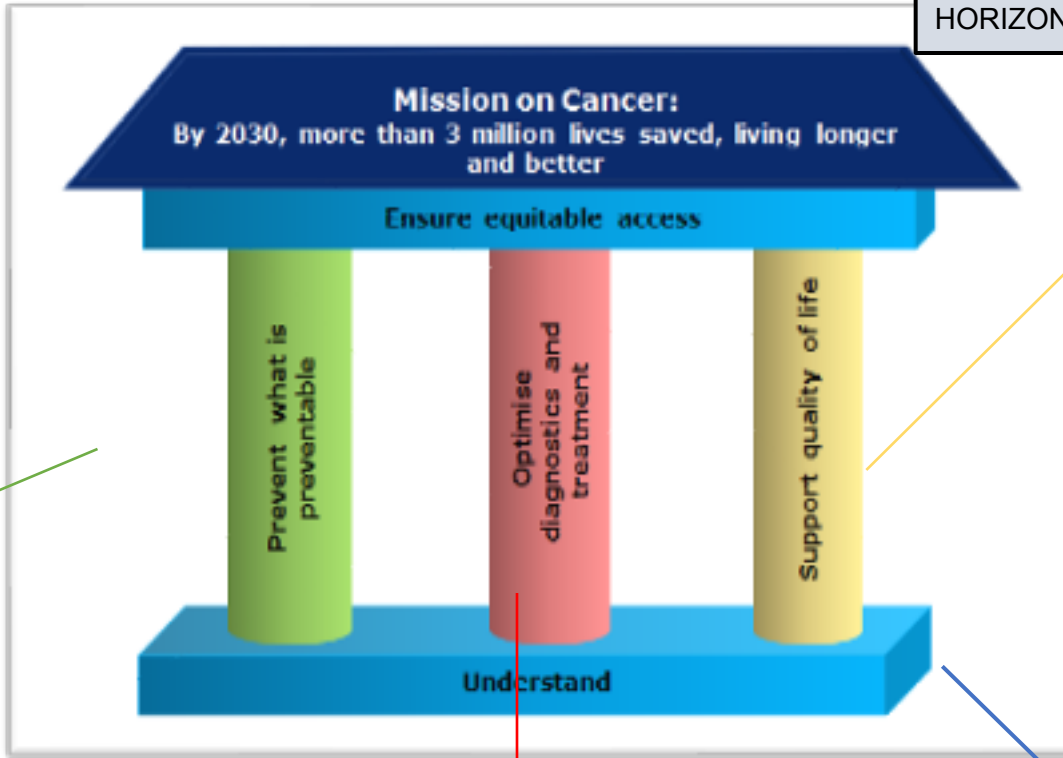 HORIZON
Mission on Cancer:
By 2030, more than 3 million lives saved, living longer
and better
Ensure equitable access
Prevent what is
preventable
Optimise
diagnostics and
treatment
Support quality of life
Understand